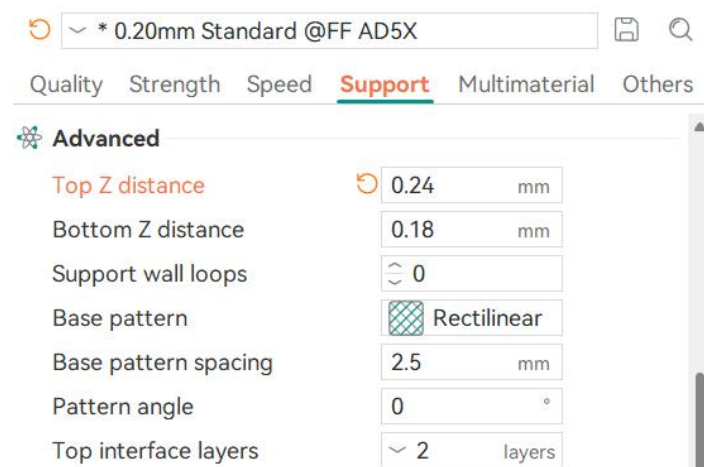 * 0.20mm Standard @FF AD5X
Quality Strength Speed Support Multimaterial Others
Advanced
Top Z distance 0.24 mm
Bottom Z distance 0.18 mm
Support wall loops 0
Base pattern Rectilinear
Base pattern spacing 2.5 mm
Pattern angle 0 °
Top interface layers 2 layers